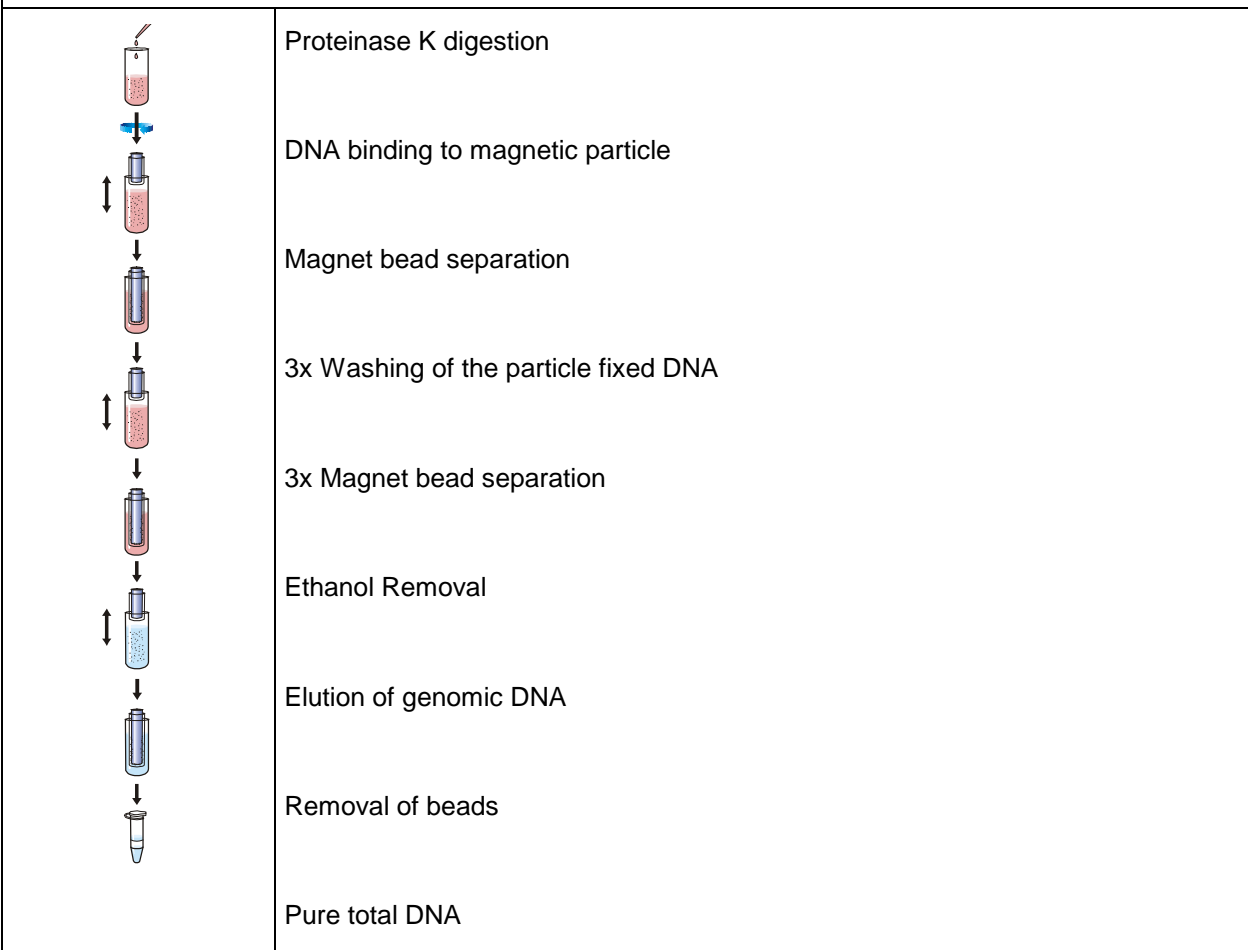 Proteinase K digestion
DNA binding to magnetic particle
Magnet bead separation
3x Washing of the particle fixed DNA
3x Magnet bead separation
Ethanol Removal
Elution of genomic DNA
Removal of beads
Pure total DNA